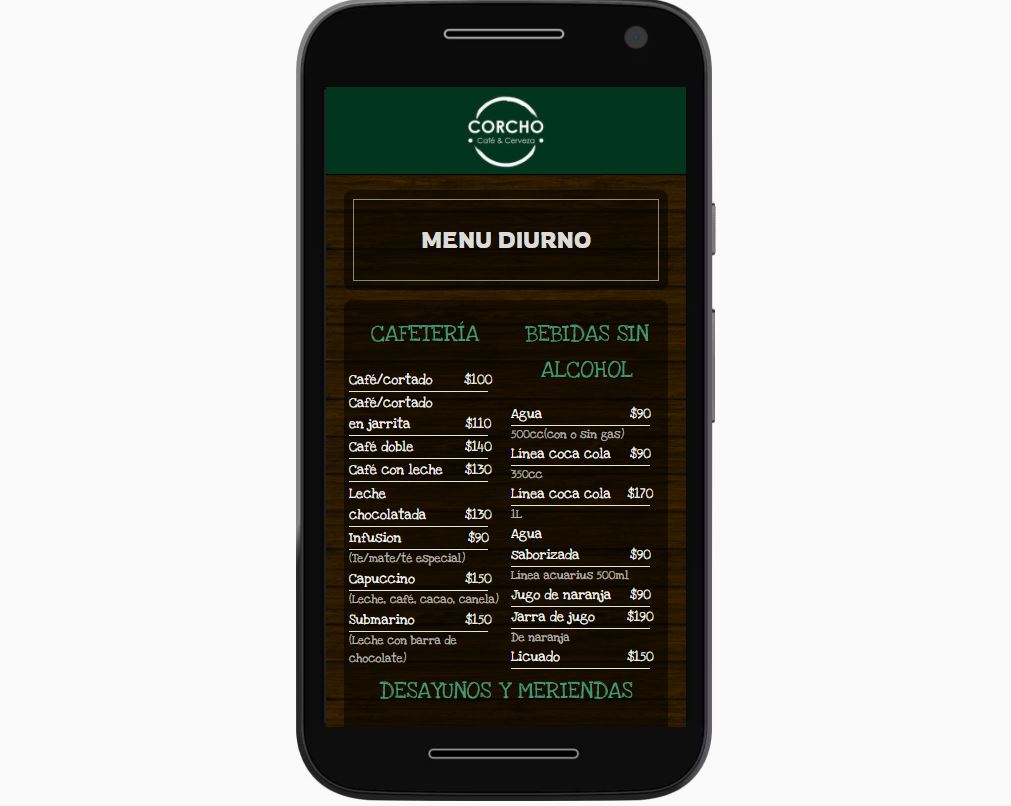 CORCHO
Café & Cerveza
MENU DIURNO
CAFETERÍA
Café/cortado $100
Café/cortado
en jarrita $110
Café doble $140
Café con leche $130
Leche
chocolatada $130
Infusion $90
(Te/mate/té especial)
Capuccino $150
(Leche, café, cacao, canela)
Submarino $150
(Leche con barra de
chocolate)
BEBIDAS SIN
ALCOHOL
Agua $90
500cc(con o sin gas)
Linea coca cola $90
350cc
Linea coca cola $170
1L
Agua
saborizada $90
Linea acuarius 500ml
Jugo de naranja $90
Jarra de jugo $190
De naranja
Licuado $150
DESAYUNOS Y MERIENDAS